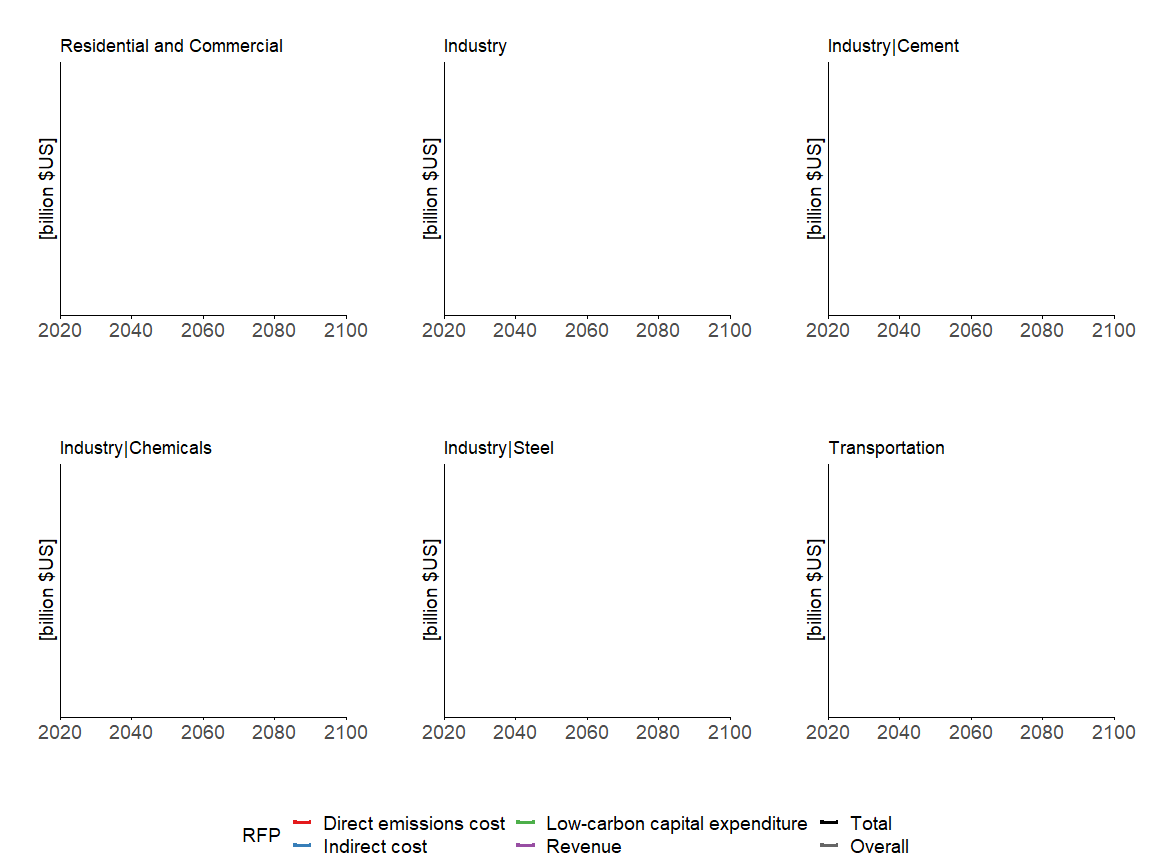 Residential and Commercial
Industry
Industry|Cement
[billion $US]
[billion $US]
[billion $US]
2020 2040 2060 2080 2100
2020 2040 2060 2080 2100
2020 2040 2060 2080 2100
Industry|Chemicals
Industry|Steel
Transportation
[billion $US]
[billion $US]
[billion $US]
2020 2040 2060 2080 2100
2020 2040 2060 2080 2100
2020 2040 2060 2080 2100
RFP
Direct emissions cost
Low-carbon capital expenditure
Total
Indirect cost
Revenue
Overall